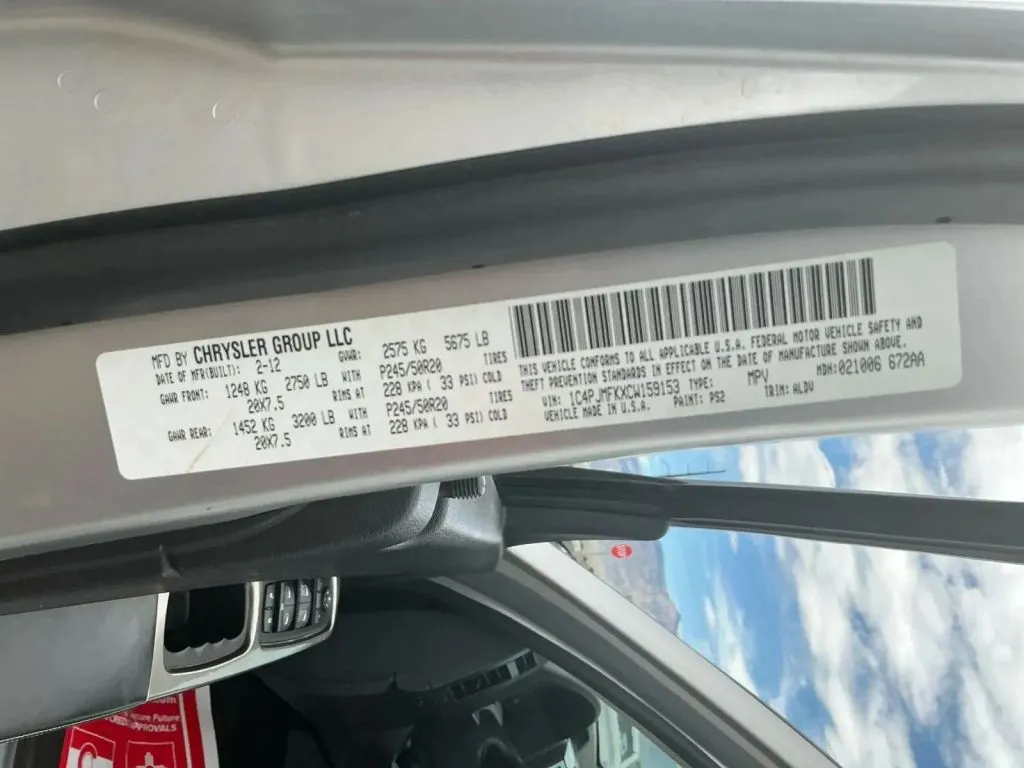 MFD BY CHRYSLER GROUP LLC
DATE OF MFR(BUILT): 2-12 GVWR: 2575 KG 5675 LB
GAWR FRONT: 1248 KG 2750 LB WITH P245/50R20 TIRES
20X7.5 RIMS AT 228 KPA ( 33 PSI) COLD
GAWR REAR: 1452 KG 3200 LB WITH P245/50R20 TIRES
20X7.5 RIMS AT 228 KPA ( 33 PSI) COLD
THIS VEHICLE CONFORMS TO ALL APPLICABLE U.S.A. FEDERAL MOTOR VEHICLE SAFETY AND
THEFT PREVENTION STANDARDS IN EFFECT ON THE DATE OF MANUFACTURE SHOWN ABOVE.
VIN: 1C4PJMFKXCW159153 TYPE: MPV MDH:021006 672AA
VEHICLE MADE IN U.S.A. PAINT: PS2 TRIM: ALDV
.com
Future
APPROVALS